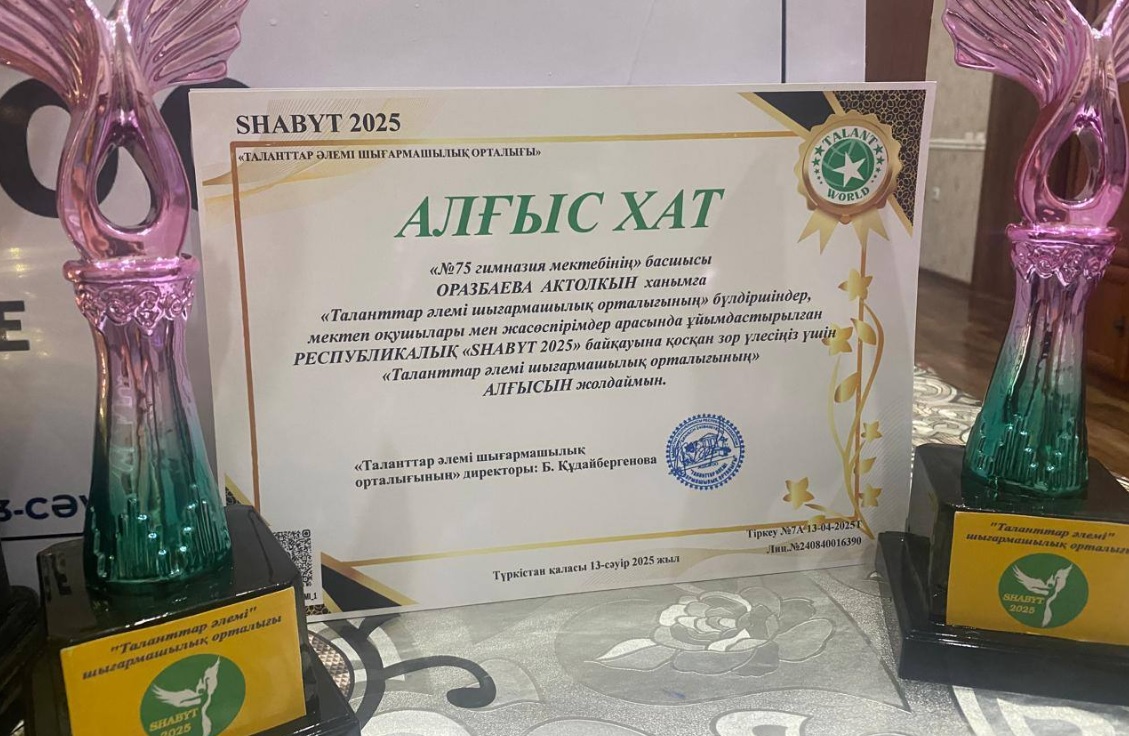 SHABYT 2025
«ТАЛАНТТАР ӘЛЕМІ ШЫҒАРМАШЫЛЫҚ ОРТАЛЫҒЫ»
TALANT
WORLD
АЛҒЫС ХАТ
«№75 гимназия мектебінің» басшысы
ОРАЗБАЕВА АКТОЛКЫН ханымға
«Таланттар әлемі шығармашылық орталығының» бүлдіршіндер,
мектеп оқушылары мен жасөспірімдер арасында ұйымдастырылған
РЕСПУБЛИКАЛЫҚ «SHABYT 2025» байқауына қосқан зор үлесіңіз үшін
«Таланттар әлемі шығармашылық орталығының»
АЛҒЫСЫН жолдаймын.
«Таланттар әлемі шығармашылық
орталығының» директоры: Б. Құдайбергенова
Тіркеу №7А 13-04-2025Т
Лиц.№240840016390
Түркістан қаласы 13-сәуір 2025 жыл
"Таланттар әлемі"
шығармашылық орталығы
SHABYT
2025
"Таланттар әлемі"
шығармашылық
SHABYT
2025